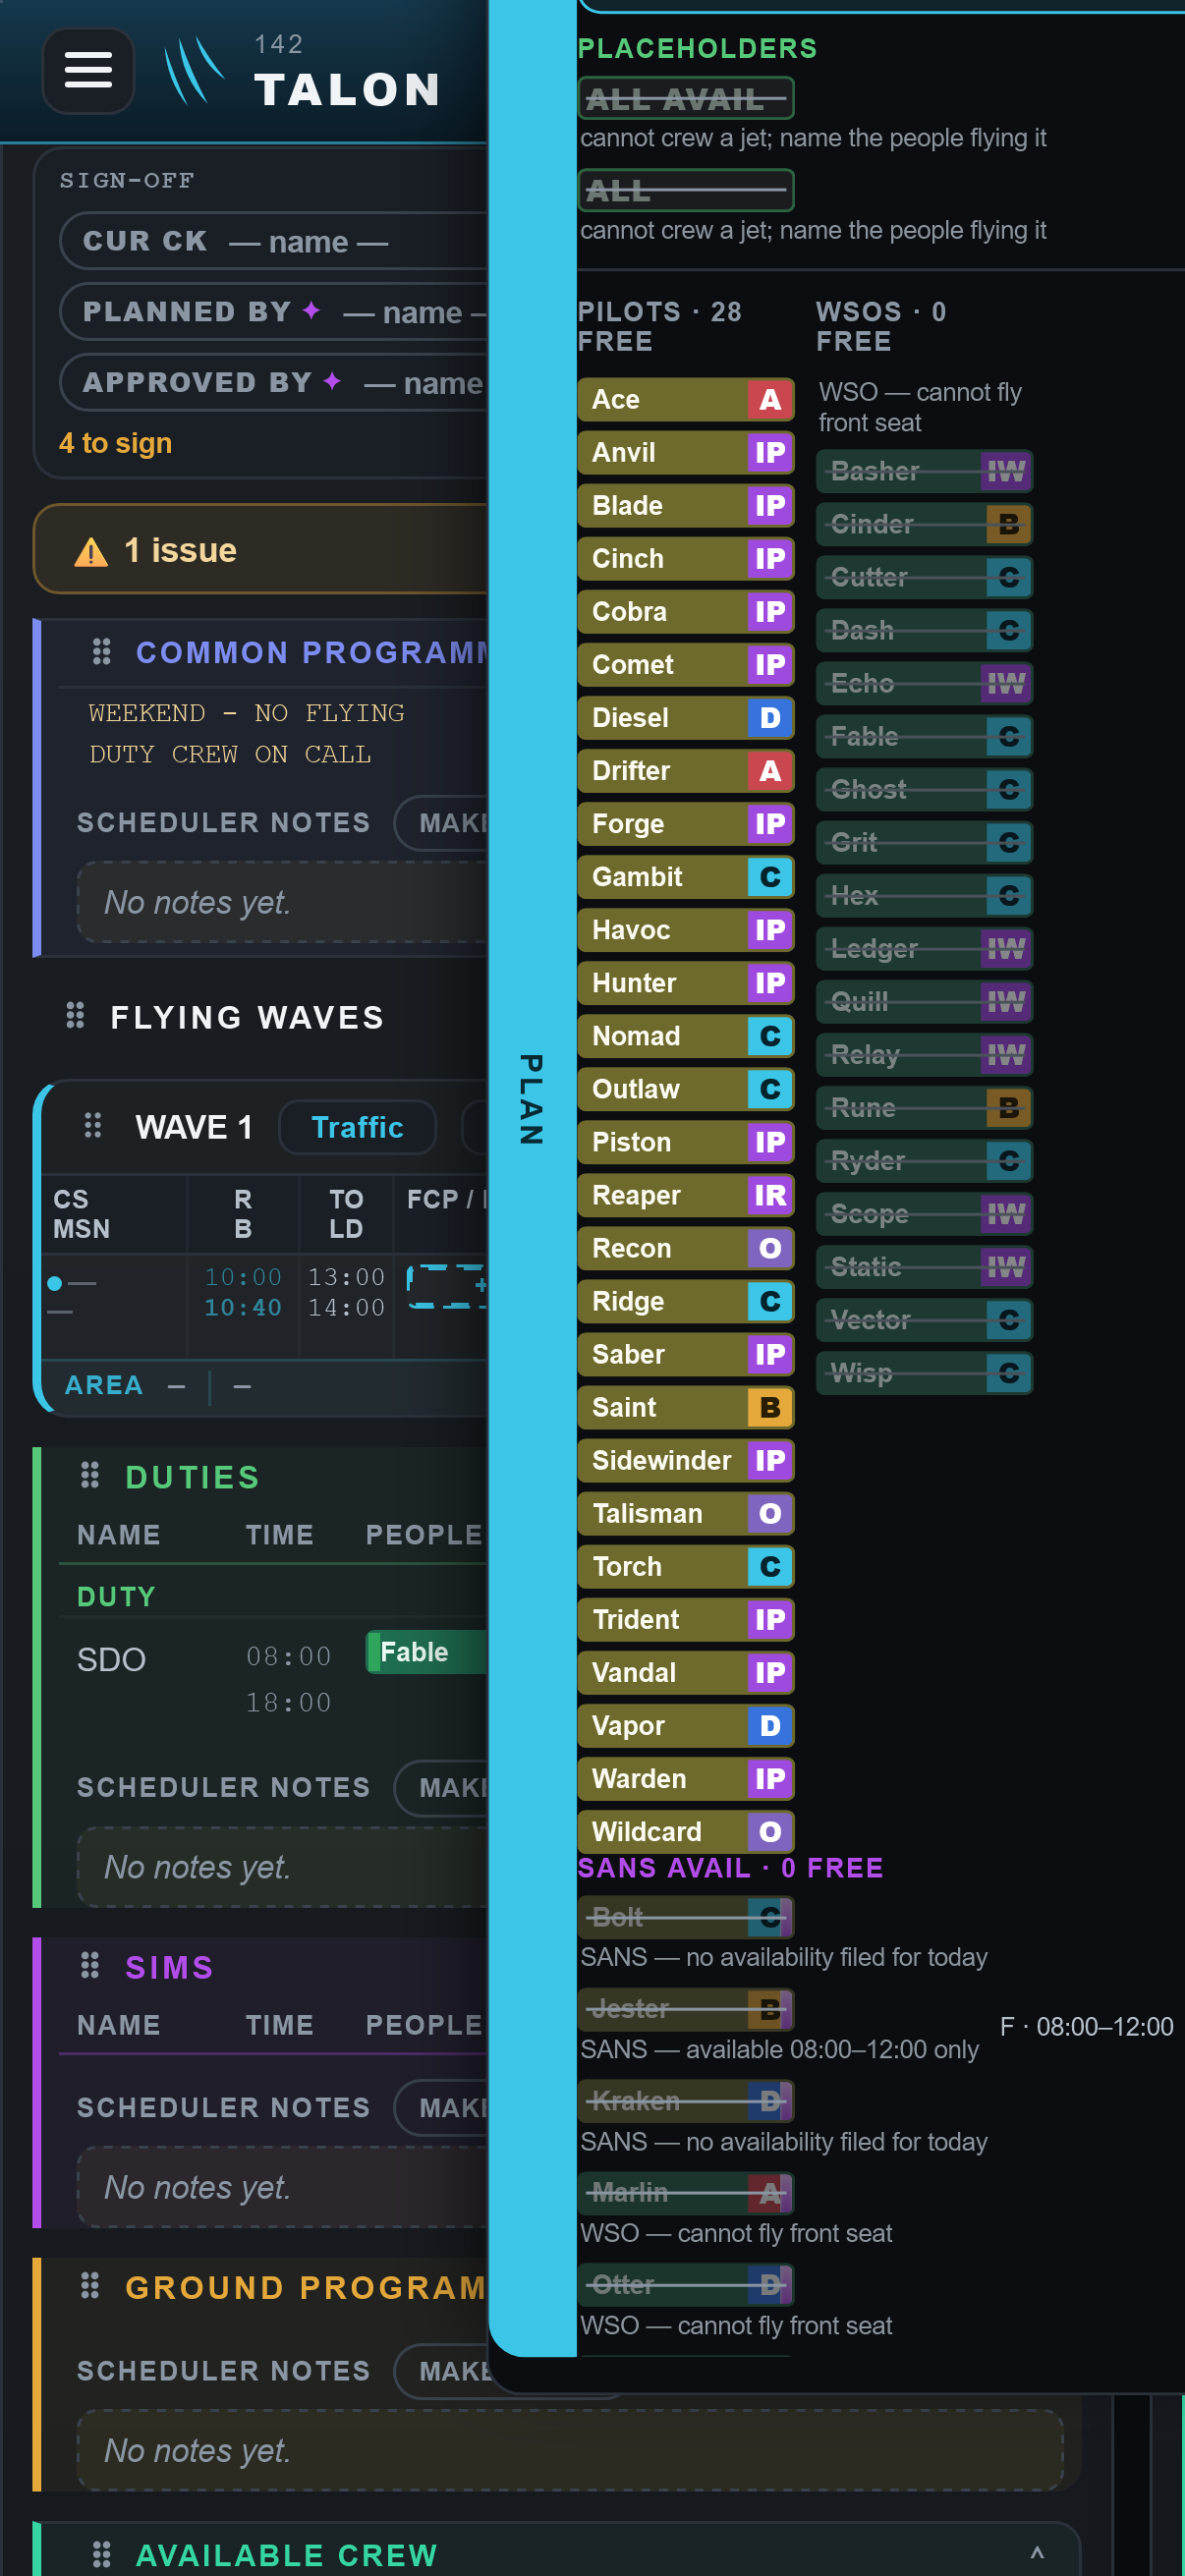 142
TALON
SIGN-OFF
CUR CK — name —
PLANNED BY ✦ — name —
APPROVED BY ✦ — name
4 to sign
1 issue
COMMON PROGRAMM
WEEKEND - NO FLYING
DUTY CREW ON CALL
SCHEDULER NOTES MAKE
No notes yet.
FLYING WAVES
WAVE 1 Traffic
CS R TO FCP /
MSN B LD
— 10:00 13:00 +
— 10:40 14:00
AREA — | —
DUTIES
NAME TIME PEOPLE
DUTY
SDO 08:00 Fable
18:00
SCHEDULER NOTES MAKE
No notes yet.
SIMS
NAME TIME PEOPLE
SCHEDULER NOTES MAKE
No notes yet.
GROUND PROGRAM
SCHEDULER NOTES MAKE
No notes yet.
AVAILABLE CREW ^
PLAN
PLACEHOLDERS
ALL AVAIL
cannot crew a jet; name the people flying it
ALL
cannot crew a jet; name the people flying it
PILOTS · 28
FREE
Ace A
Anvil IP
Blade IP
Cinch IP
Cobra IP
Comet IP
Diesel D
Drifter A
Forge IP
Gambit C
Havoc IP
Hunter IP
Nomad C
Outlaw C
Piston IP
Reaper IR
Recon O
Ridge C
Saber IP
Saint B
Sidewinder IP
Talisman O
Torch C
Trident IP
Vandal IP
Vapor D
Warden IP
Wildcard O
WSOS · 0
FREE
WSO — cannot fly
front seat
Basher IW
Cinder B
Cutter C
Dash C
Echo IW
Fable C
Ghost C
Grit C
Hex C
Ledger IW
Quill IW
Relay IW
Rune B
Ryder C
Scope IW
Static IW
Vector C
Wisp C
SANS AVAIL · 0 FREE
Bolt C
SANS — no availability filed for today
Jester B
SANS — available 08:00–12:00 only
F · 08:00–12:00
Kraken D
SANS — no availability filed for today
Marlin A
WSO — cannot fly front seat
Otter D
WSO — cannot fly front seat